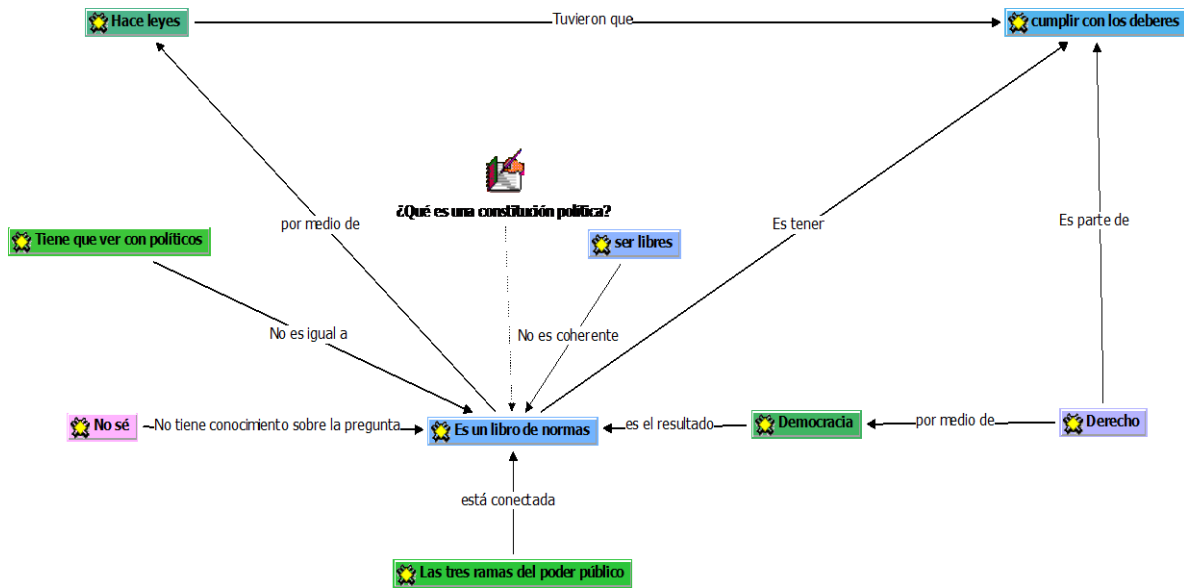 Hace leyes
Tuvieron que
cumplir con los deberes
¿Qué es una constitución política?
por medio de
Es tener
Es parte de
Tiene que ver con políticos
ser libres
No es igual a
No es coherente
No sé
No tiene conocimiento sobre la pregunta
Es un libro de normas
es el resultado
Democracia
por medio de
Derecho
está conectada
Las tres ramas del poder público